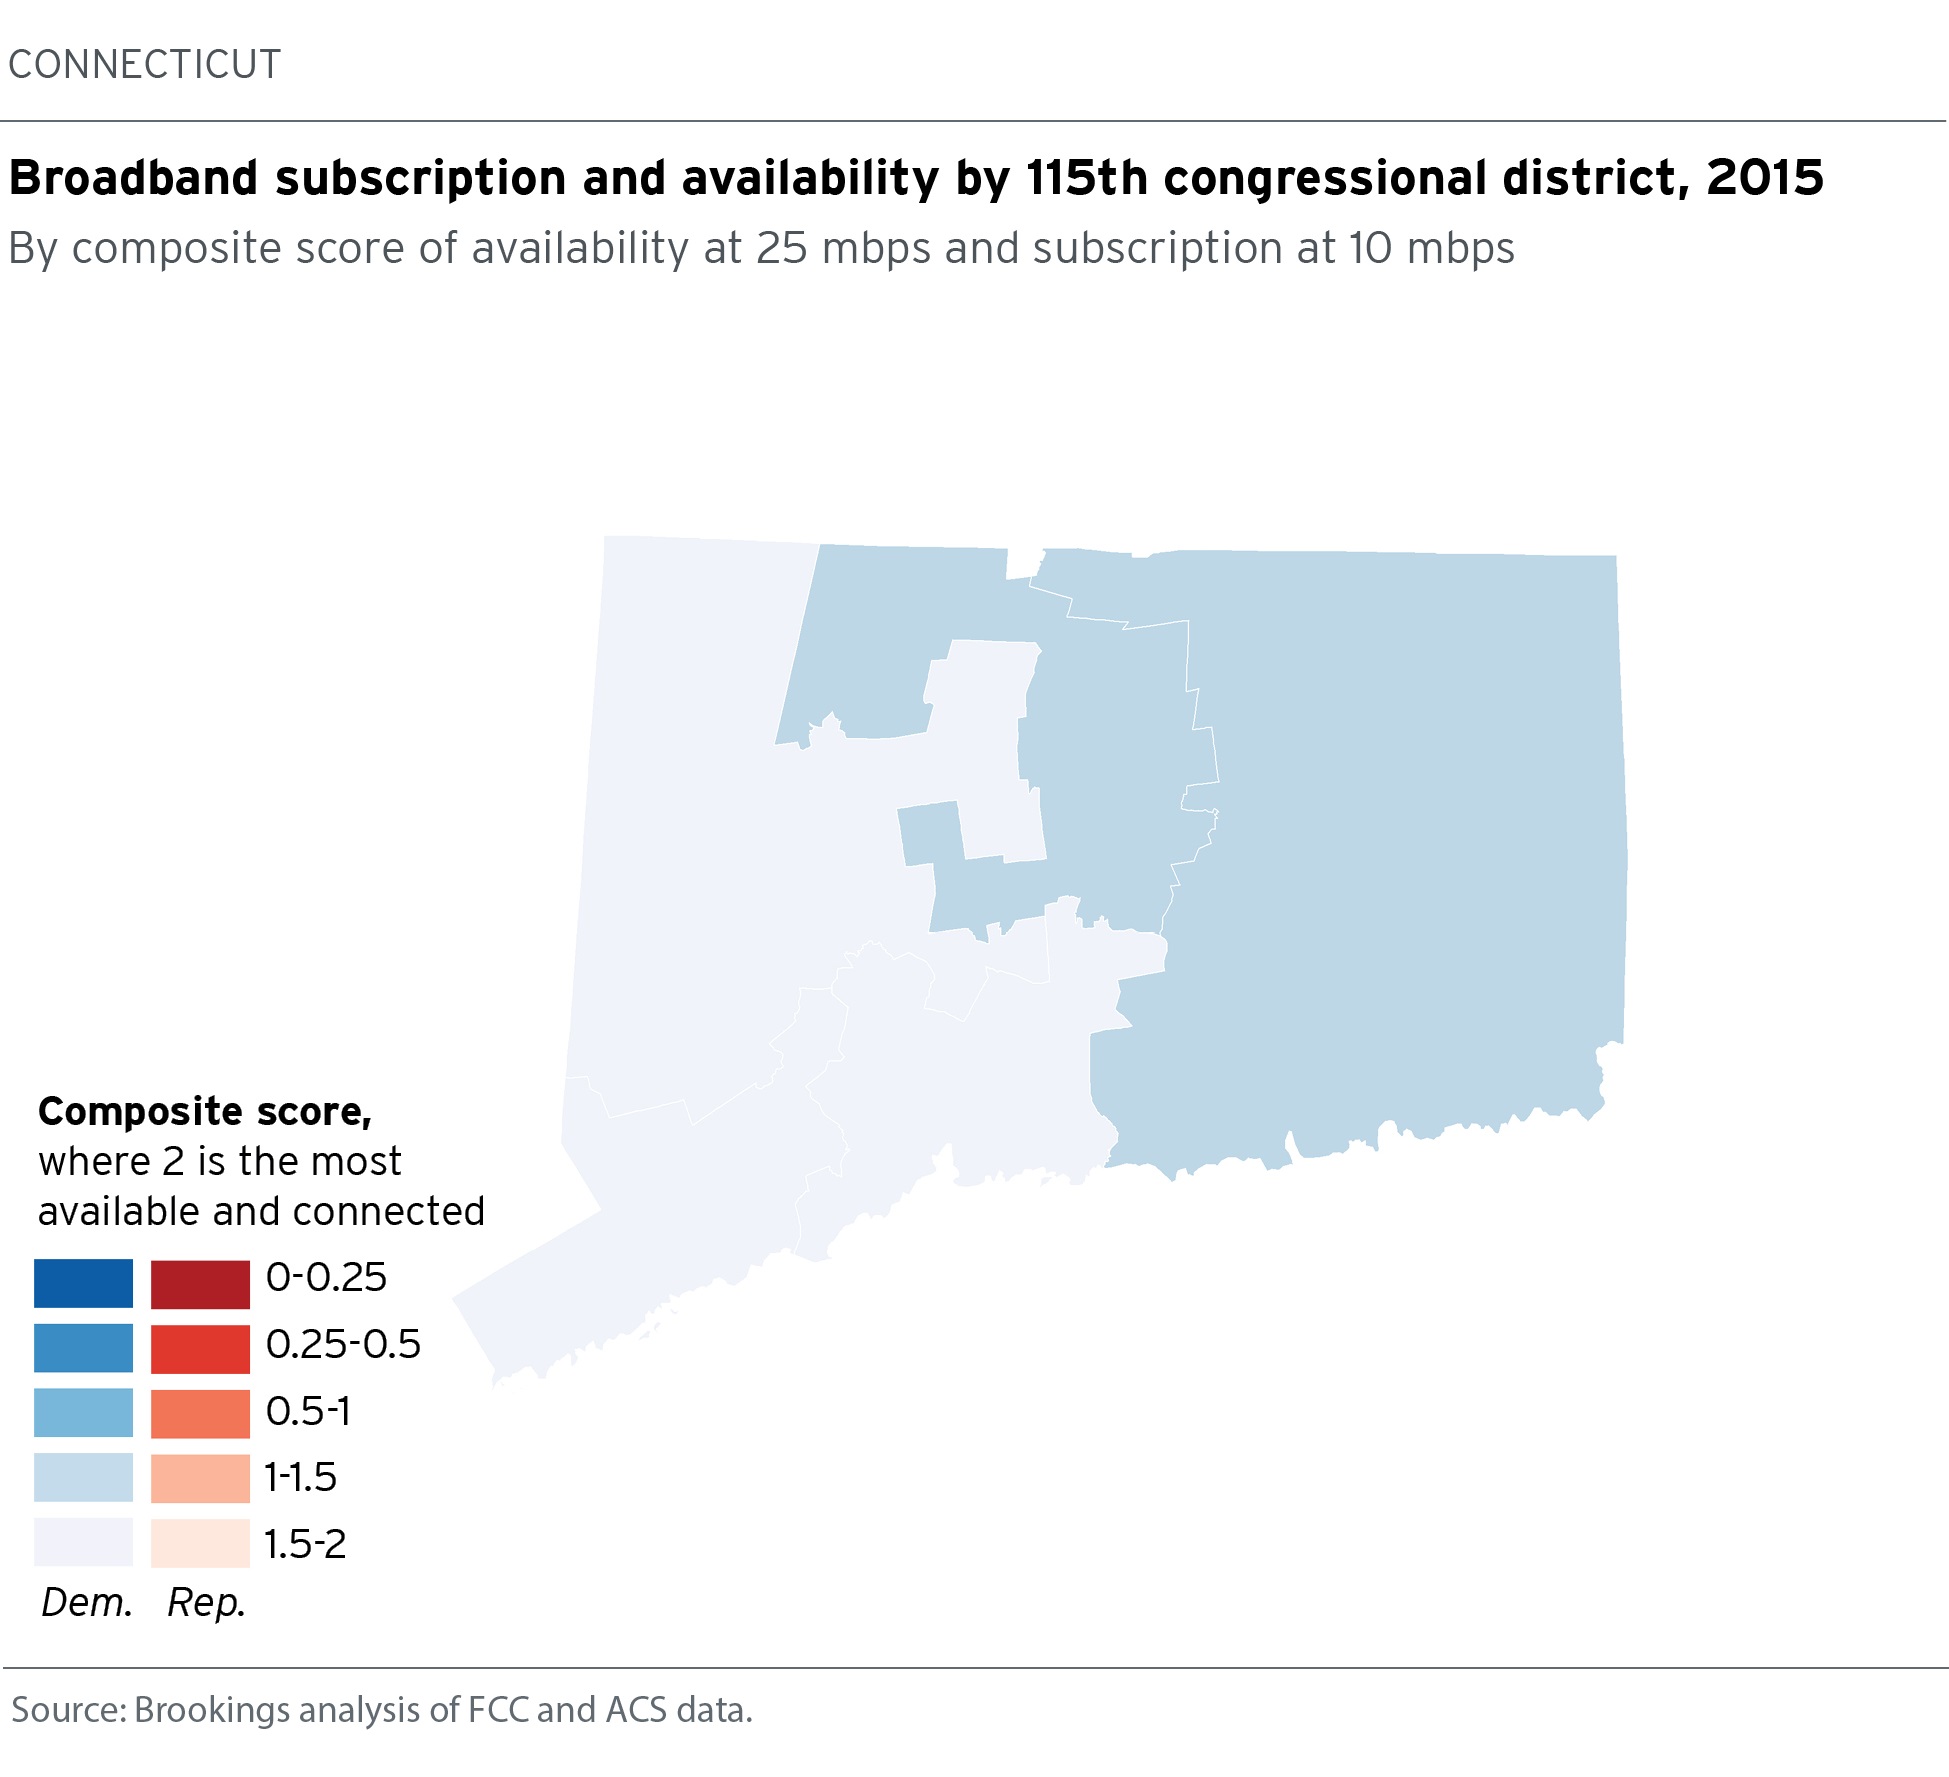 CONNECTICUT
Broadband subscription and availability by 115th congressional district, 2015
By composite score of availability at 25 mbps and subscription at 10 mbps
Composite score,
where 2 is the most
available and connected
0-0.25
0.25-0.5
0.5-1
1-1.5
1.5-2
Dem. Rep.
Source: Brookings analysis of FCC and ACS data.